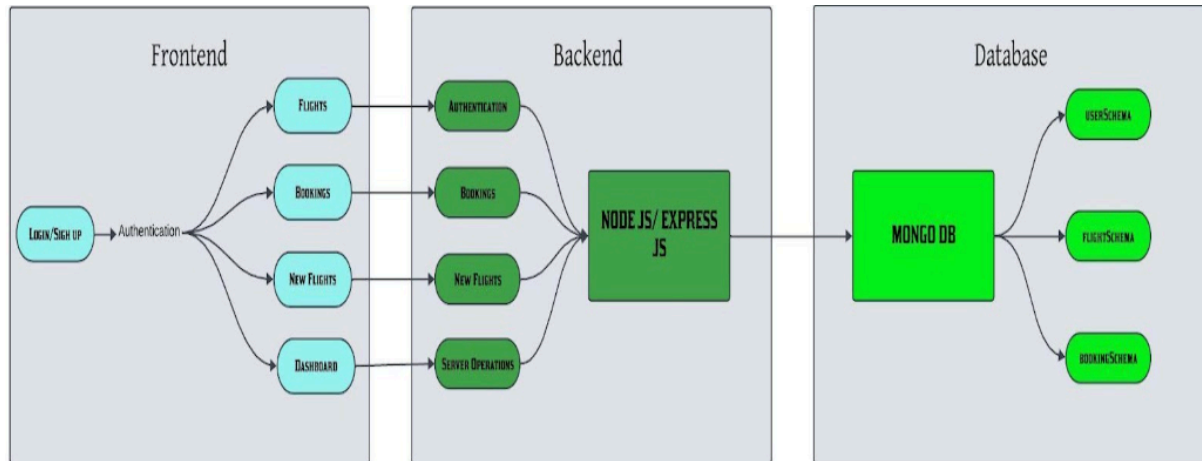 Frontend
Login/Sign up
Authentication
Flights
Bookings
New Flights
Dashboard
Backend
Authentication
Bookings
New Flights
Server Operations
NODE JS/ EXPRESS
JS
Database
MONGO DB
userSchema
flightSchema
bookingSchema